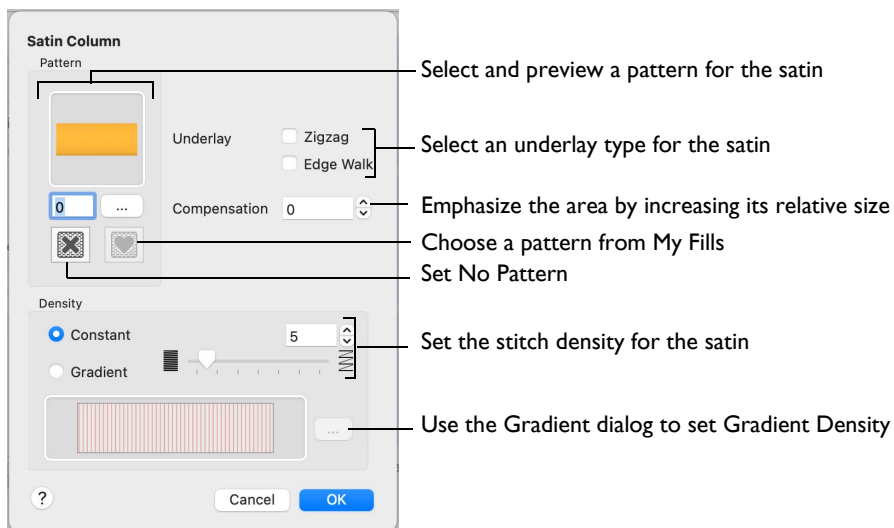 Satin Column
Pattern
Select and preview a pattern for the satin
Underlay
Zigzag
Edge Walk
Select an underlay type for the satin
0
...
Compensation
0
Emphasize the area by increasing its relative size
Choose a pattern from My Fills
Set No Pattern
Density
Constant
5
Gradient
Set the stitch density for the satin
...
Use the Gradient dialog to set Gradient Density
?
Cancel
OK